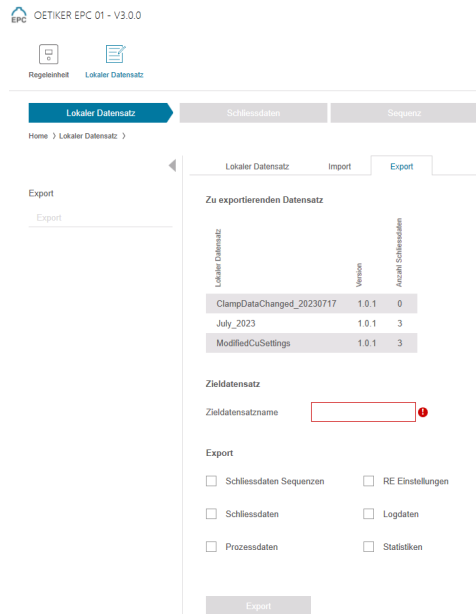 EPC OETIKER EPC 01 - V3.0.0
Regeleinheit Lokaler Datensatz
Lokaler Datensatz Schliessdaten Sequenz
Home > Lokaler Datensatz >
Lokaler Datensatz Import Export
Export
Export
Zu exportierenden Datensatz
Lokaler Datensatz Version Anzahl Schliessdaten
ClampDataChanged_20230717 1.0.1 0
July_2023 1.0.1 3
ModifiedCuSettings 1.0.1 3
Zieldatensatz
Zieldatensatzname
Export
Schliessdaten Sequenzen RE Einstellungen
Schliessdaten Logdaten
Prozessdaten Statistiken
Export